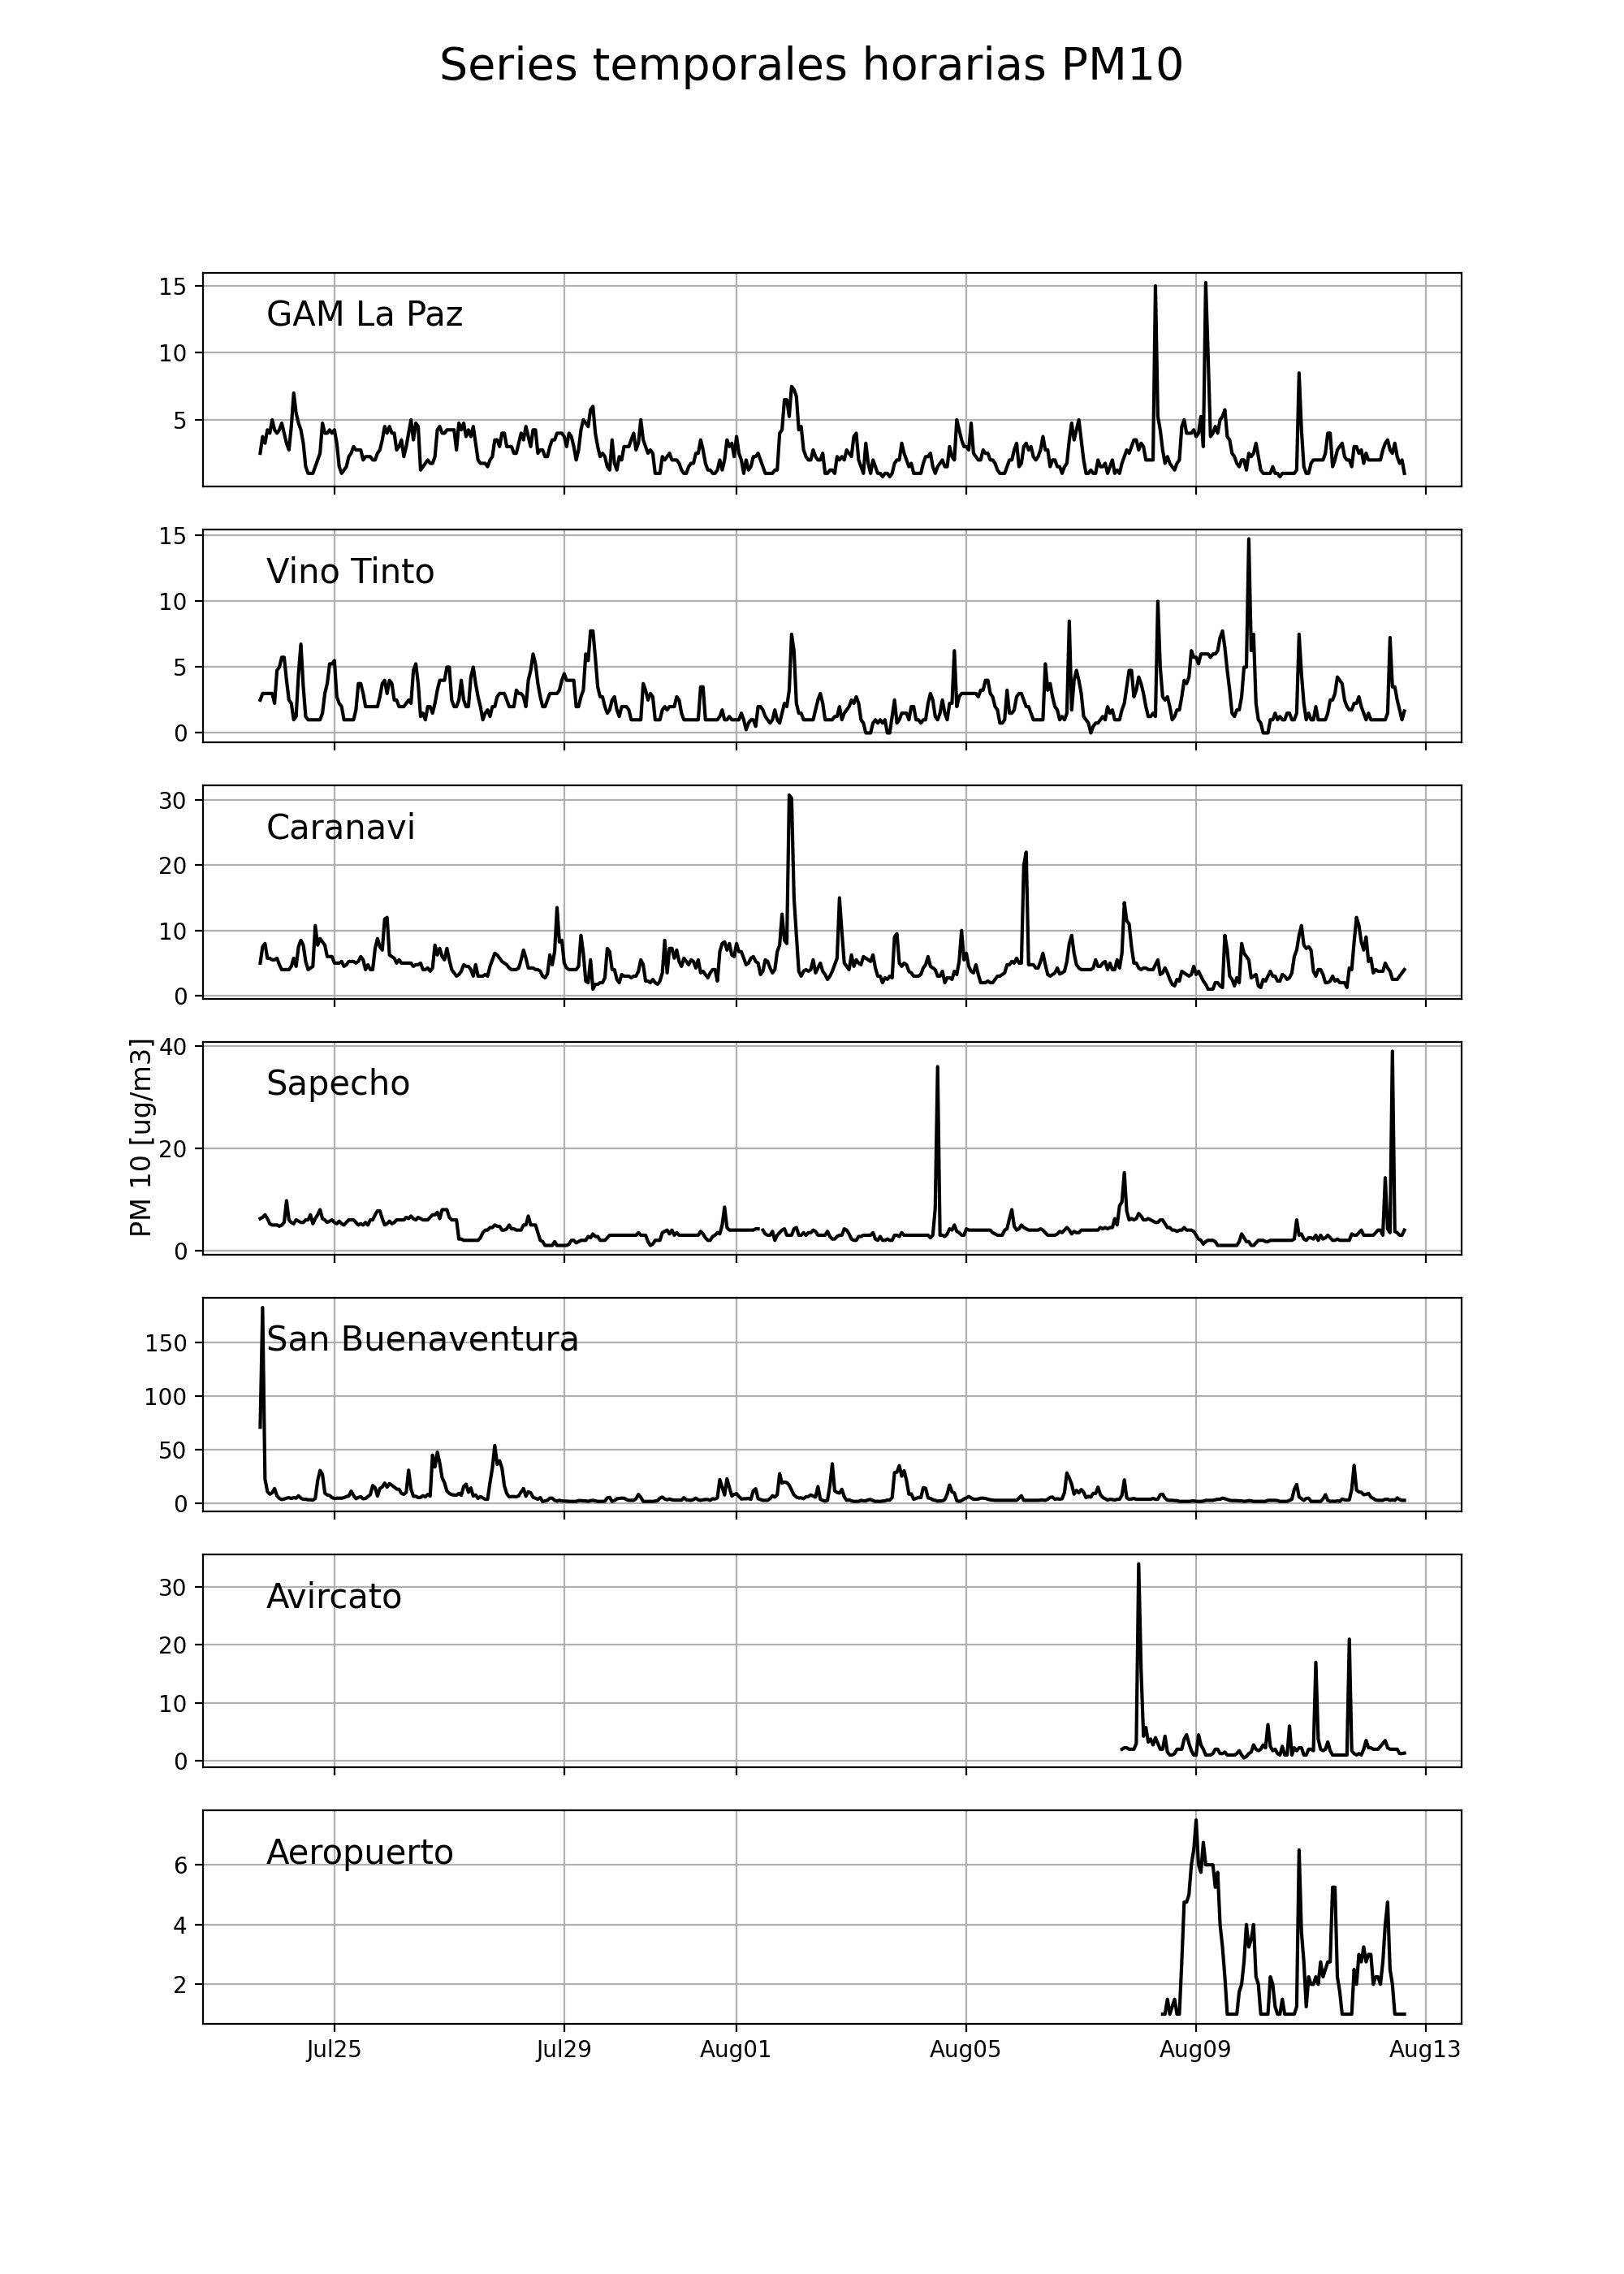 Series temporales horarias PM10
15
GAM La Paz
10
5
15
Vino Tinto
10
5
0
30
Caranavi
20
10
0
PM 10 [ug/m3]
40
Sapecho
20
0
San Buenaventura
150
100
50
0
30
Avircato
20
10
0
Aeropuerto
6
4
2
Jul25 Jul29 Aug01 Aug05 Aug09 Aug13